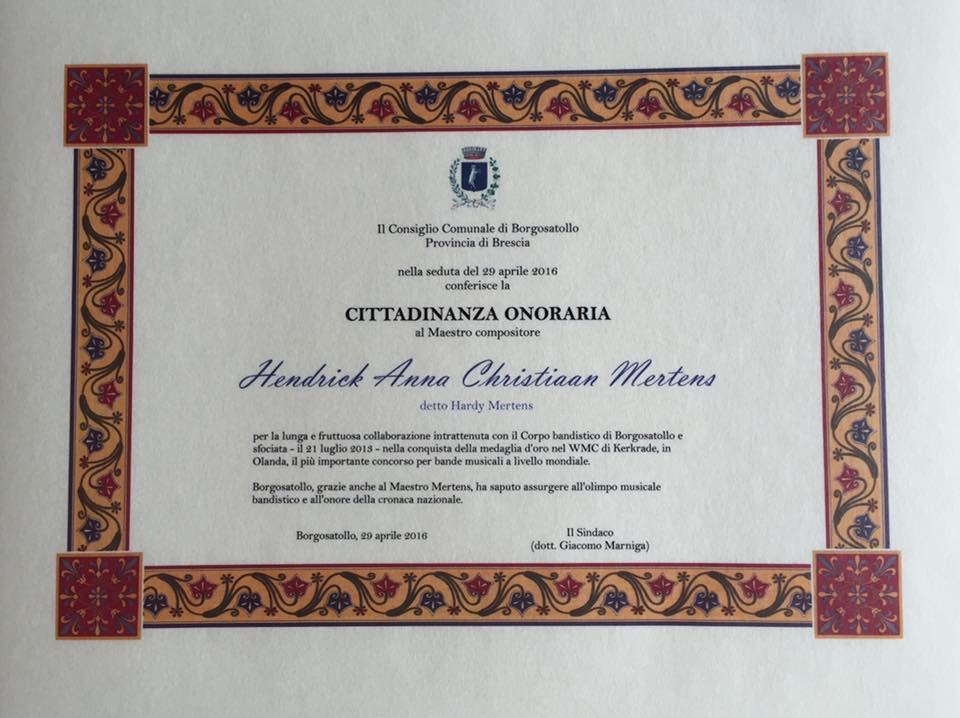 Il Consiglio Comunale di Borgosatollo
Provincia di Brescia
nella seduta del 29 aprile 2016
conferisce la
CITTADINANZA ONORARIA
al Maestro compositore
Hendrick Anna Christiaan Mertens
detto Hardy Mertens
per la lunga e fruttuosa collaborazione intrattenuta con il Corpo bandistico di Borgosatollo e
sfociata - il 21 luglio 2013 - nella conquista della medaglia d'oro nel WMC di Kerkrade, in
Olanda, il più importante concorso per bande musicali a livello mondiale.
Borgosatollo, grazie anche al Maestro Mertens, ha saputo assurgere all'olimpo musicale
bandistico e all'onore della cronaca nazionale.
Borgosatollo, 29 aprile 2016
Il Sindaco
(dott. Giacomo Marniga)